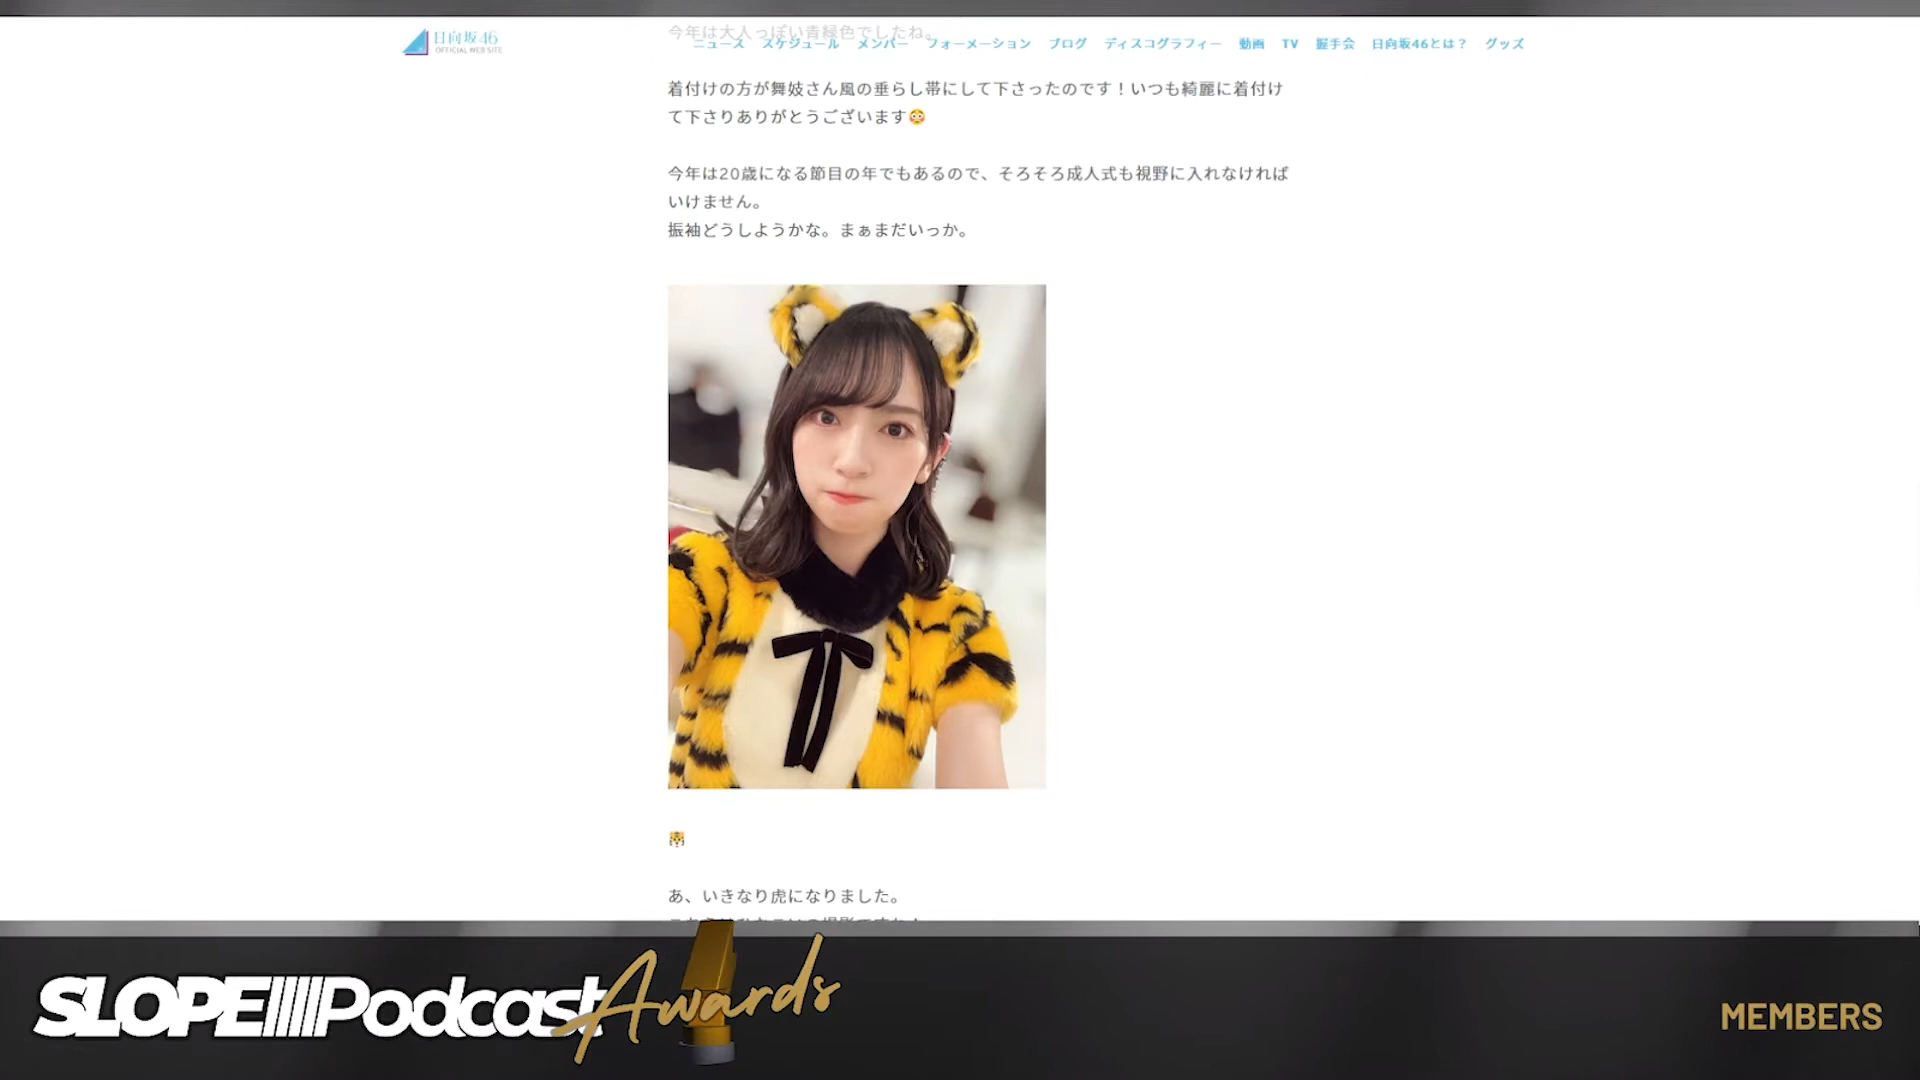 今年は大人っぽい青緑色でしたね。
日向坂46
OFFICIAL WEB SITE
ニュース スケジュール メンバー フォーメーション ブログ ディスコグラフィー 動画 TV 握手会 日向坂46とは？ グッズ
着付けの方が舞妓さん風の垂らし帯にして下さったのです！いつも綺麗に着付け
て下さりありがとうございます😳
今年は20歳になる節目の年でもあるので、そろそろ成人式も視野に入れなければ
いけません。
振袖どうしようかな。まぁまだいっか。
🐯
あ、いきなり虎になりました。
SLOPE Podcast Awards
MEMBERS